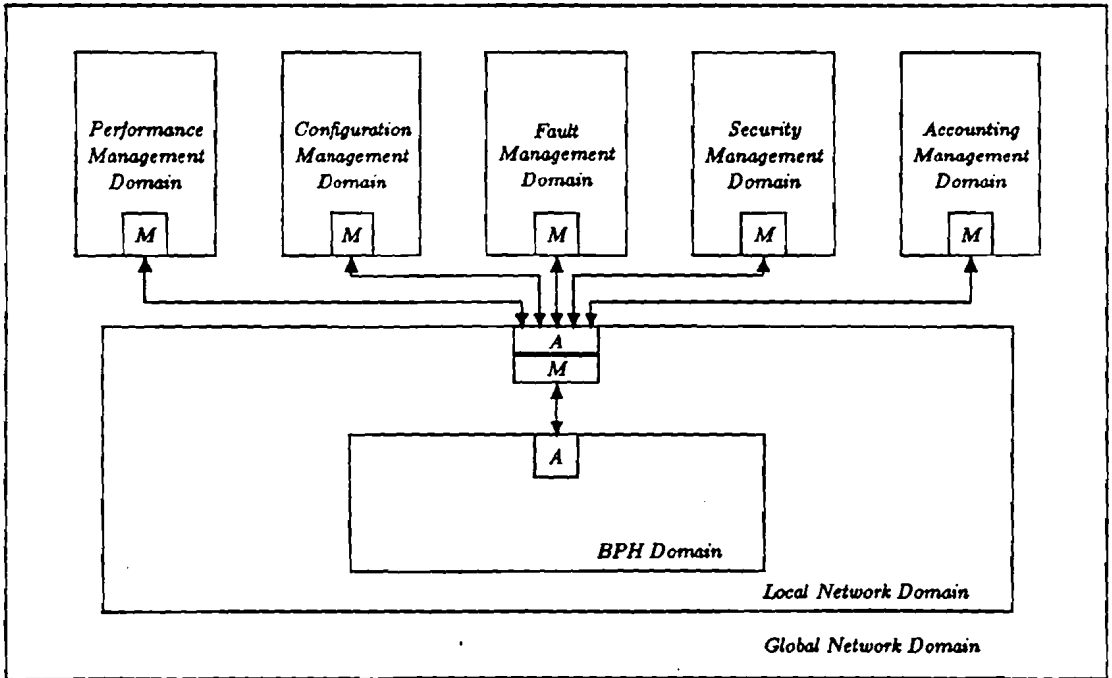 Performance
Management
Domain
M
Configuration
Management
Domain
M
Fault
Management
Domain
M
Security
Management
Domain
M
Accounting
Management
Domain
M
A
M
A
BPH Domain
Local Network Domain
Global Network Domain